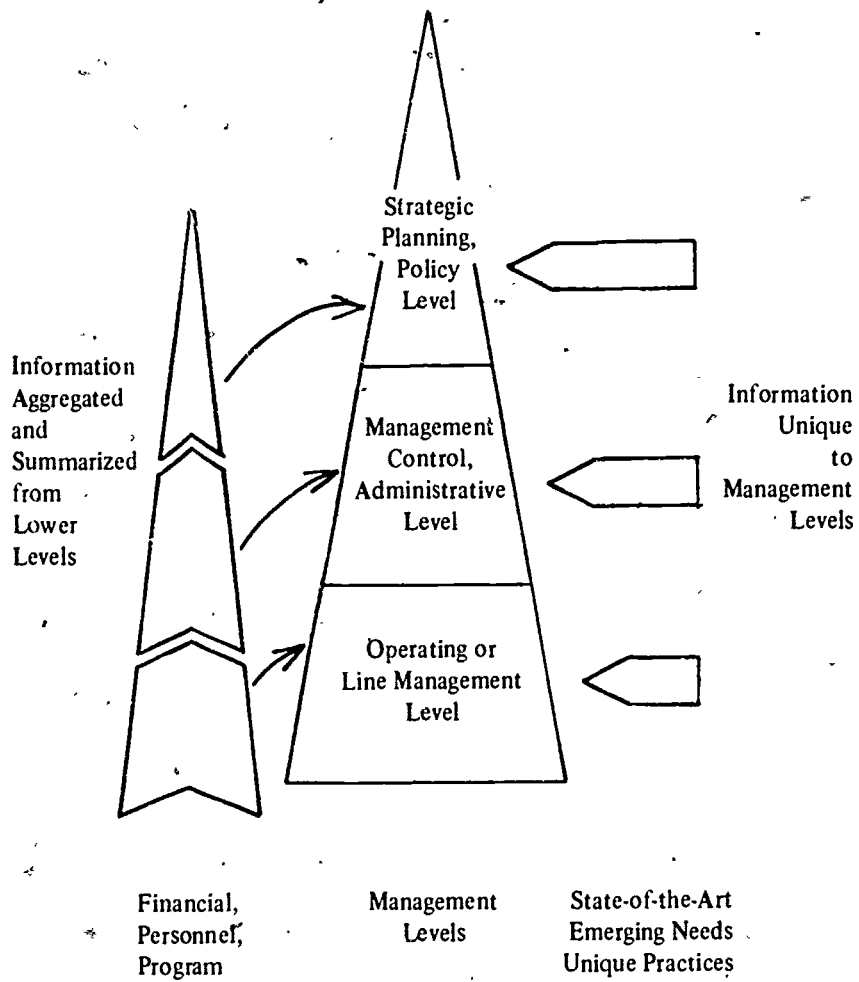 Strategic
Planning,
Policy
Level
Information
Aggregated
and
Summarized
from
Lower
Levels
Management
Control,
Administrative
Level
Information
Unique
to
Management
Levels
Operating or
Line Management
Level
Financial,
Personnel,
Program
Management
Levels
State-of-the-Art
Emerging Needs
Unique Practices